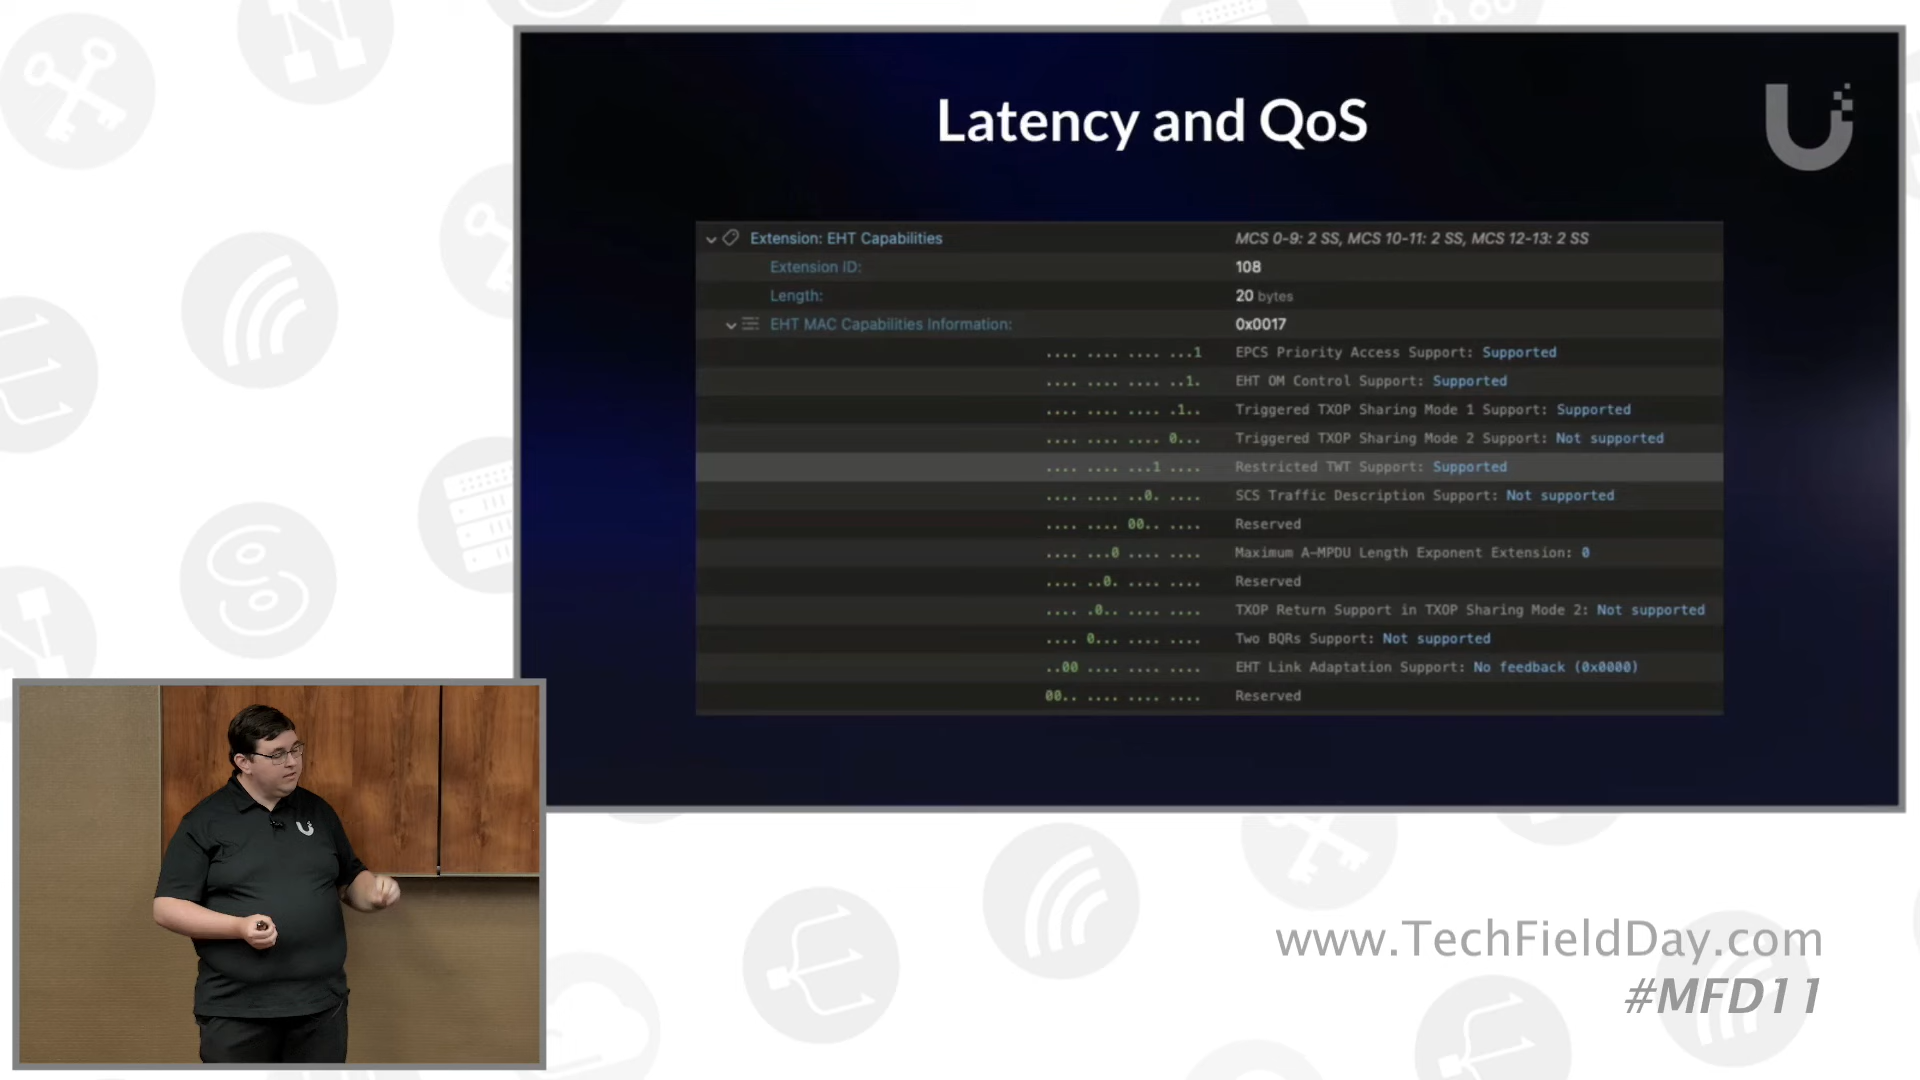 Latency and QoS
Extension: EHT Capabilities MCS 0-9: 2 SS, MCS 10-11: 2 SS, MCS 12-13: 2 SS
Extension ID: 108
Length: 20 bytes
EHT MAC Capabilities Information: 0x0017
.... .... .... ...1 EPCS Priority Access Support: Supported
.... .... .... ..1. EHT OM Control Support: Supported
.... .... .... .1.. Triggered TXOP Sharing Mode 1 Support: Supported
.... .... .... 0... Triggered TXOP Sharing Mode 2 Support: Not supported
.... .... ...1 .... Restricted TWT Support: Supported
.... .... ..0. .... SCS Traffic Description Support: Not supported
.... .... 00.. .... Reserved
.... ...0 .... .... Maximum A-MPDU Length Exponent Extension: 0
.... ..0. .... .... Reserved
.... .0.. .... .... TXOP Return Support in TXOP Sharing Mode 2: Not supported
.... 0... .... .... Two BQRs Support: Not supported
..00 .... .... .... EHT Link Adaptation Support: No feedback (0x0000)
00.. .... .... .... Reserved
www.TechFieldDay.com
#MFD11